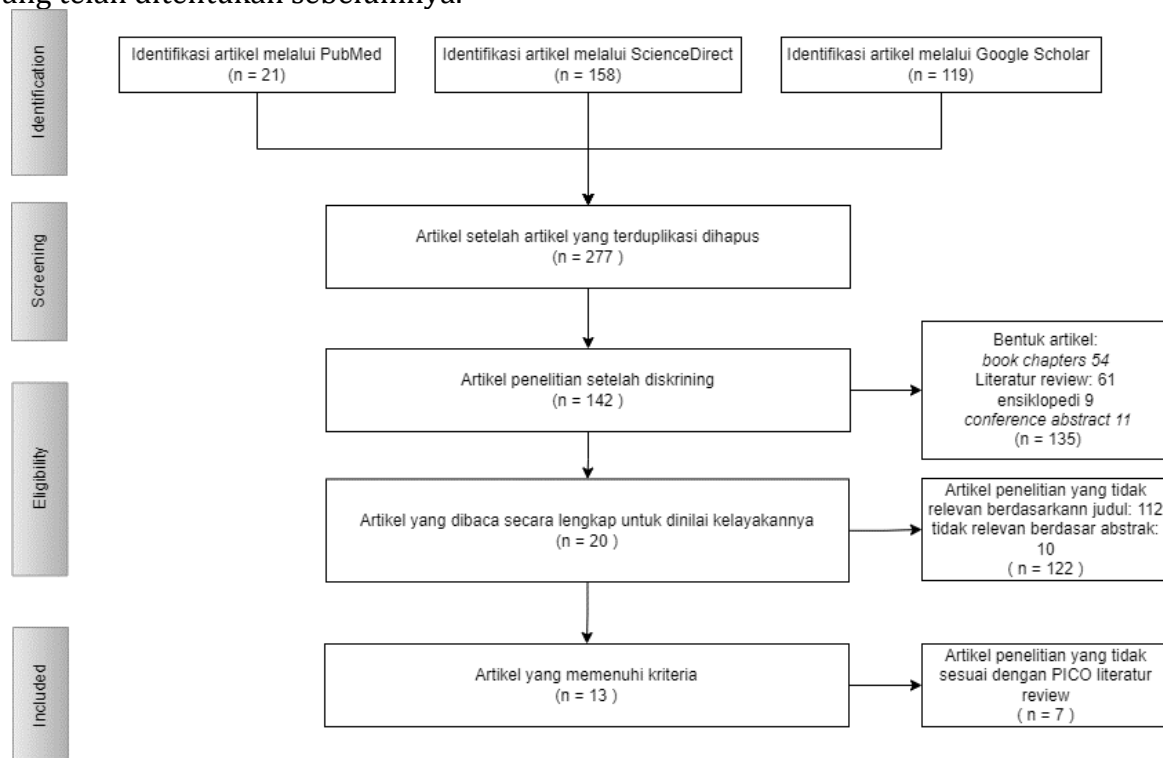 yang telah ditentukan sebelumnya.
Identification
Identifikasi artikel melalui PubMed
(n = 21)
Identifikasi artikel melalui ScienceDirect
(n = 158)
Identifikasi artikel melalui Google Scholar
(n = 119)
Screening
Artikel setelah artikel yang terduplikasi dihapus
(n = 277 )
Artikel penelitian setelah diskrining
(n = 142 )
Bentuk artikel:
book chapters 54
Literatur review: 61
ensiklopedi 9
conference abstract 11
(n = 135)
Eligibility
Artikel yang dibaca secara lengkap untuk dinilai kelayakannya
(n = 20 )
Artikel penelitian yang tidak
relevan berdasarkann judul: 112
tidak relevan berdasar abstrak:
10
( n = 122 )
Included
Artikel yang memenuhi kriteria
(n = 13 )
Artikel penelitian yang tidak
sesuai dengan PICO literatur
review
( n = 7 )